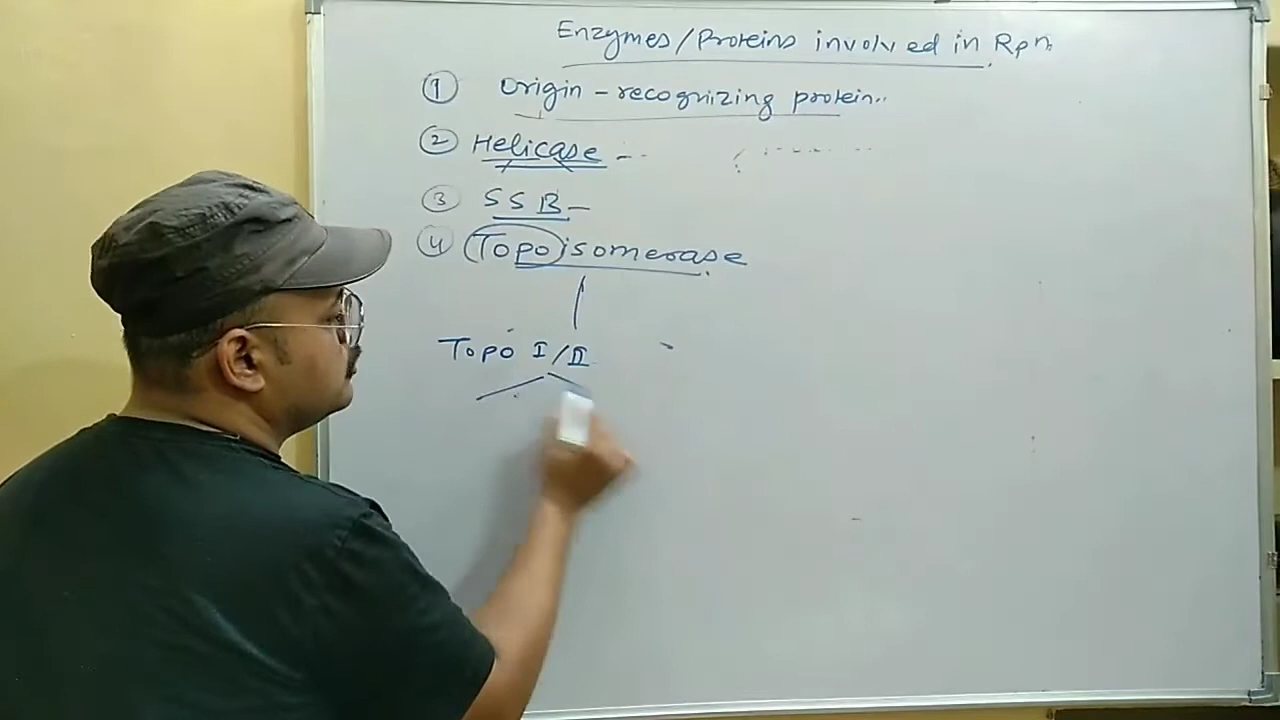 Enzymes/Proteins involved in Rpn.
① Origin - recognizing protein..
② Helicase -
③ SSB -
④ Topoisomerase
Topo I/II